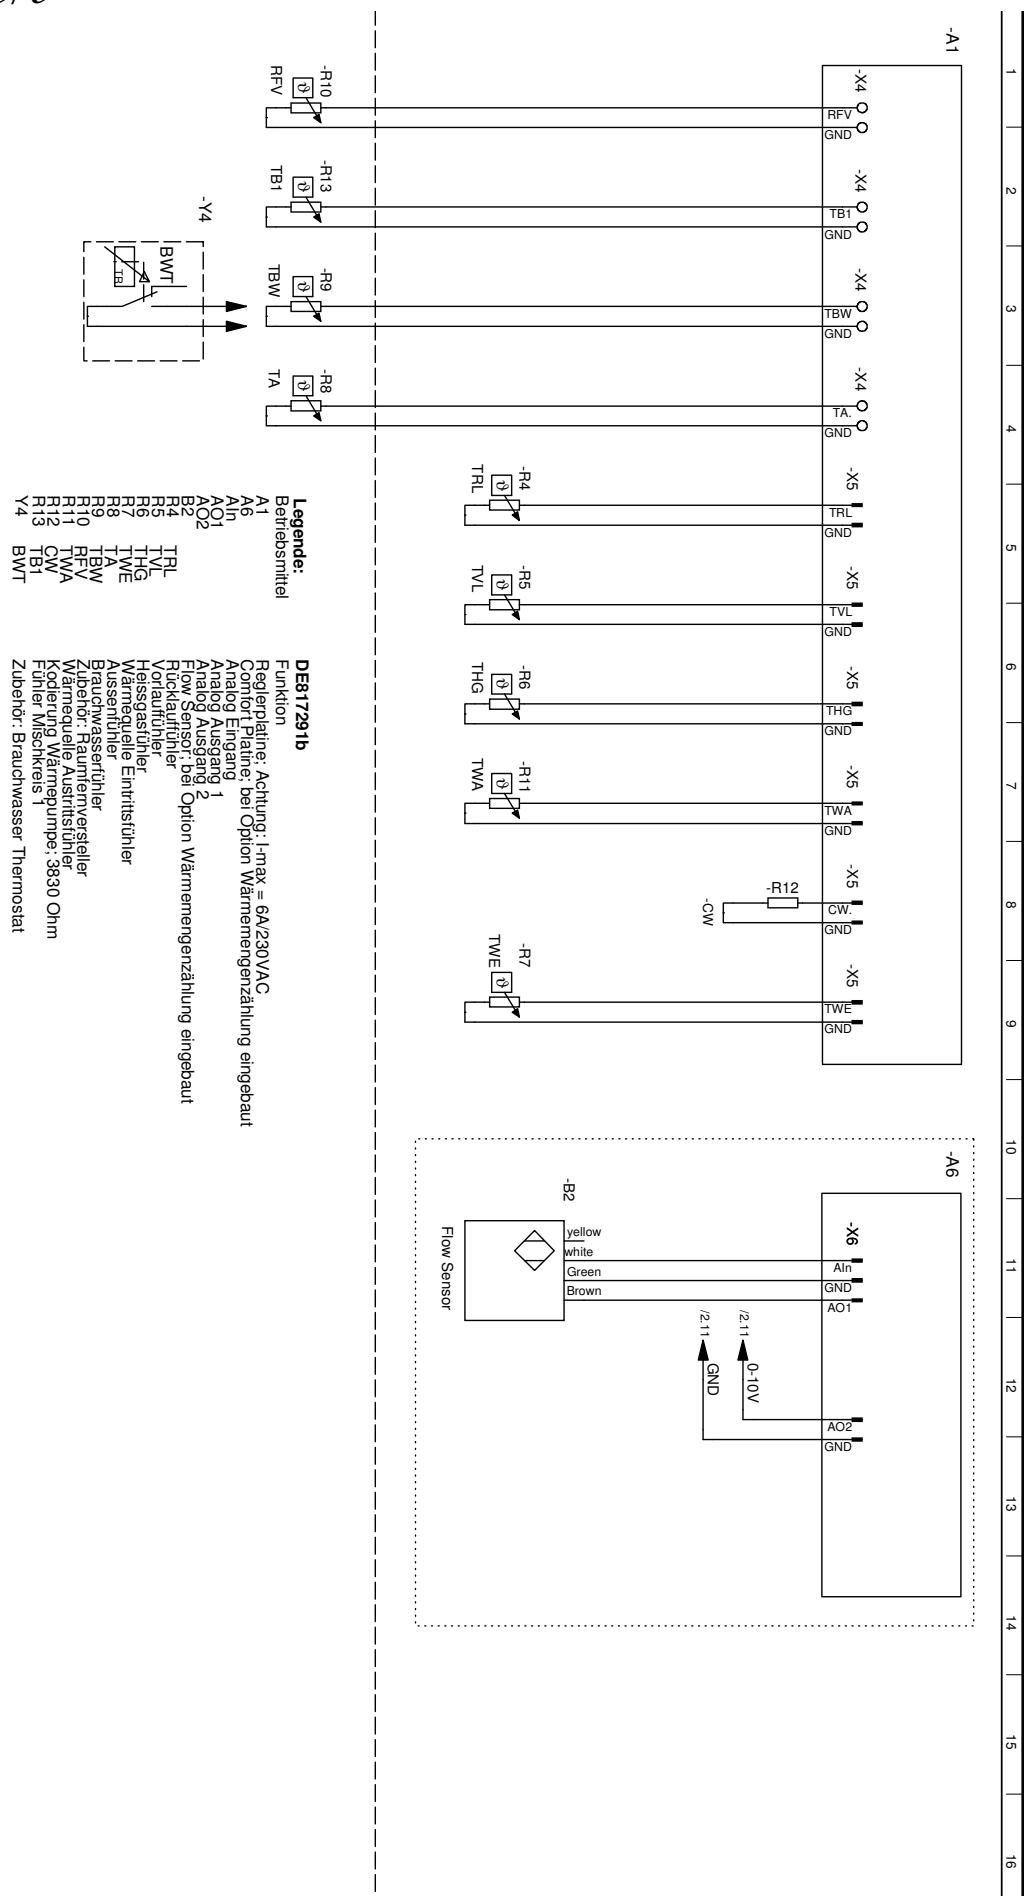 1
2
3
4
5
6
7
8
9
10
11
12
13
14
15
16
-A1
-X4
RFV
GND
-R10
RFV
-X4
TB1
GND
-R13
TB1
-X4
TBW
GND
-R9
TBW
-X4
TA.
GND
-R8
TA
-Y4
BWT
TR
-X5
TRL
GND
-R4
TRL
-X5
TVL
GND
-R5
TVL
-X5
THG
GND
-R6
THG
-X5
TWA
GND
-R11
TWA
-X5
CW.
GND
-R12
-CW
-X5
TWE
GND
-R7
TWE
-A6
-X6
AIn
GND
AO1
AO2
GND
-B2
yellow
white
Green
Brown
Flow Sensor
/2.11 0-10V
/2.11 GND
Legende: DE817291b
Betriebsmittel Funktion
A1 Reglerplatine; Achtung: I-max = 6A/230VAC
A6 Comfort Platine; bei Option Wärmemengenzählung eingebaut
AIn Analog Eingang
AO1 Analog Ausgang 1
AO2 Analog Ausgang 2
B2 Flow Sensor; bei Option Wärmemengenzählung eingebaut
R4 TRL Rücklauffühler
R5 TVL Vorlauffühler
R6 THG Heissgasfühler
R7 TWE Wärmequelle Eintrittsfühler
R8 TA Aussenfühler
R9 TBW Brauchwasserfühler
R10 RFV Zubehör: Raumfernversteller
R11 TWA Wärmequelle Austrittsfühler
R12 CW Kodierung Wärmepumpe; 3830 Ohm
R13 TB1 Fühler Mischkreis 1
Y4 BWT Zubehör: Brauchwasser Thermostat